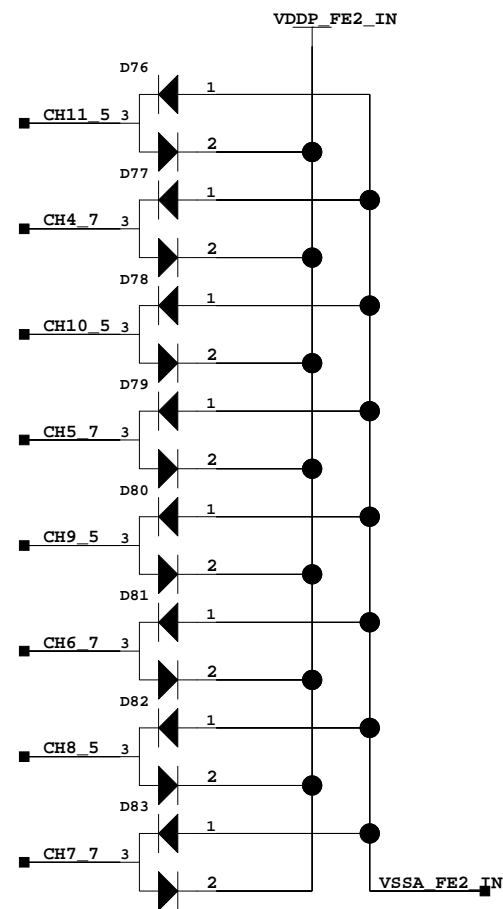 VDDP_FE2_IN
D76
1
CH11_5 3
2
D77
1
CH4_7 3
2
D78
1
CH10_5 3
2
D79
1
CH5_7 3
2
D80
1
CH9_5 3
2
D81
1
CH6_7 3
2
D82
1
CH8_5 3
2
D83
1
CH7_7 3
2
VSSA_FE2_IN